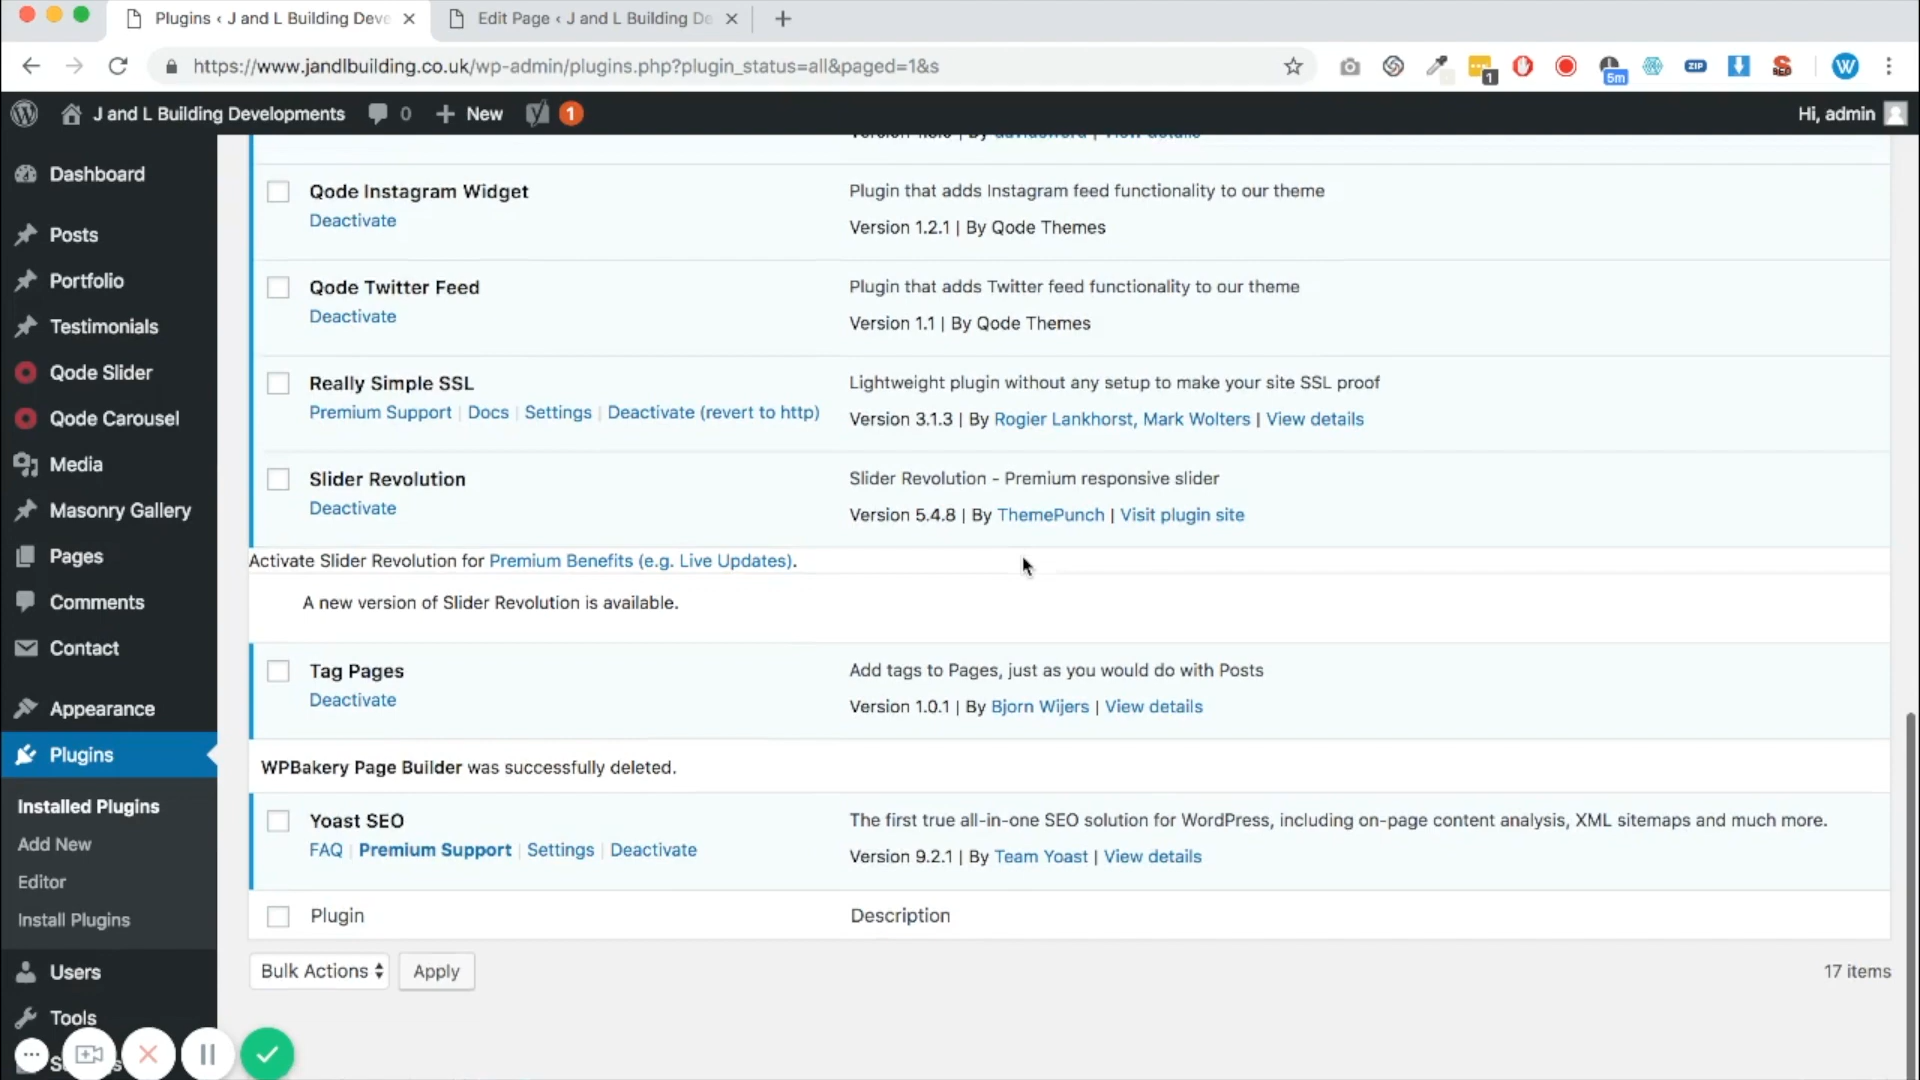 Plugins ‹ J and L Building Deve
Edit Page ‹ J and L Building De
https://www.jandlbuilding.co.uk/wp-admin/plugins.php?plugin_status=all&paged=1&s
1
5m
ZIP
SEO
W
J and L Building Developments
0
New
1
Hi, admin
Dashboard
Posts
Portfolio
Testimonials
Qode Slider
Qode Carousel
Media
Masonry Gallery
Pages
Comments
Contact
Appearance
Plugins
Installed Plugins
Add New
Editor
Install Plugins
Users
Tools
Qode Instagram Widget
Deactivate
Plugin that adds Instagram feed functionality to our theme
Version 1.2.1 | By Qode Themes
Qode Twitter Feed
Deactivate
Plugin that adds Twitter feed functionality to our theme
Version 1.1 | By Qode Themes
Really Simple SSL
Premium Support | Docs | Settings | Deactivate (revert to http)
Lightweight plugin without any setup to make your site SSL proof
Version 3.1.3 | By Rogier Lankhorst, Mark Wolters | View details
Slider Revolution
Deactivate
Slider Revolution - Premium responsive slider
Version 5.4.8 | By ThemePunch | Visit plugin site
Activate Slider Revolution for Premium Benefits (e.g. Live Updates).
A new version of Slider Revolution is available.
Tag Pages
Deactivate
Add tags to Pages, just as you would do with Posts
Version 1.0.1 | By Bjorn Wijers | View details
WPBakery Page Builder was successfully deleted.
Yoast SEO
FAQ | Premium Support | Settings | Deactivate
The first true all-in-one SEO solution for WordPress, including on-page content analysis, XML sitemaps and much more.
Version 9.2.1 | By Team Yoast | View details
Plugin
Description
Bulk Actions
Apply
17 items